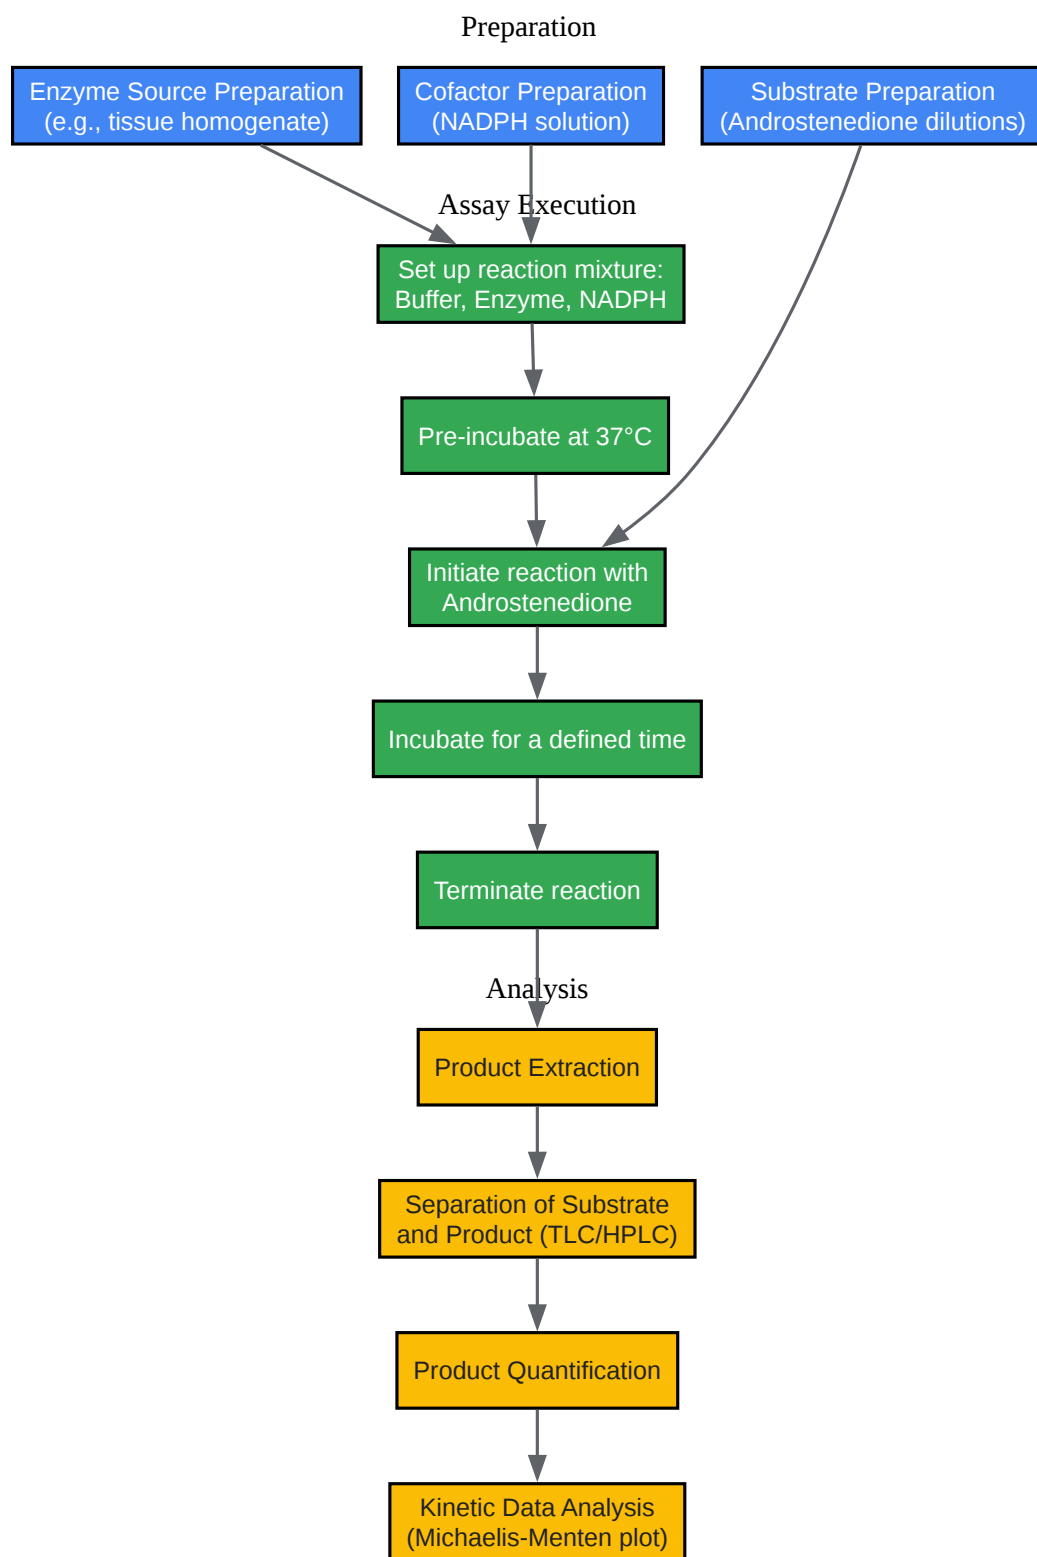 Preparation
Enzyme Source Preparation
(e.g., tissue homogenate)
Cofactor Preparation
(NADPH solution)
Substrate Preparation
(Androstenedione dilutions)
Assay Execution
Set up reaction mixture:
Buffer, Enzyme, NADPH
Pre-incubate at 37°C
Initiate reaction with
Androstenedione
Incubate for a defined time
Terminate reaction
Analysis
Product Extraction
Separation of Substrate
and Product (TLC/HPLC)
Product Quantification
Kinetic Data Analysis
(Michaelis-Menten plot)